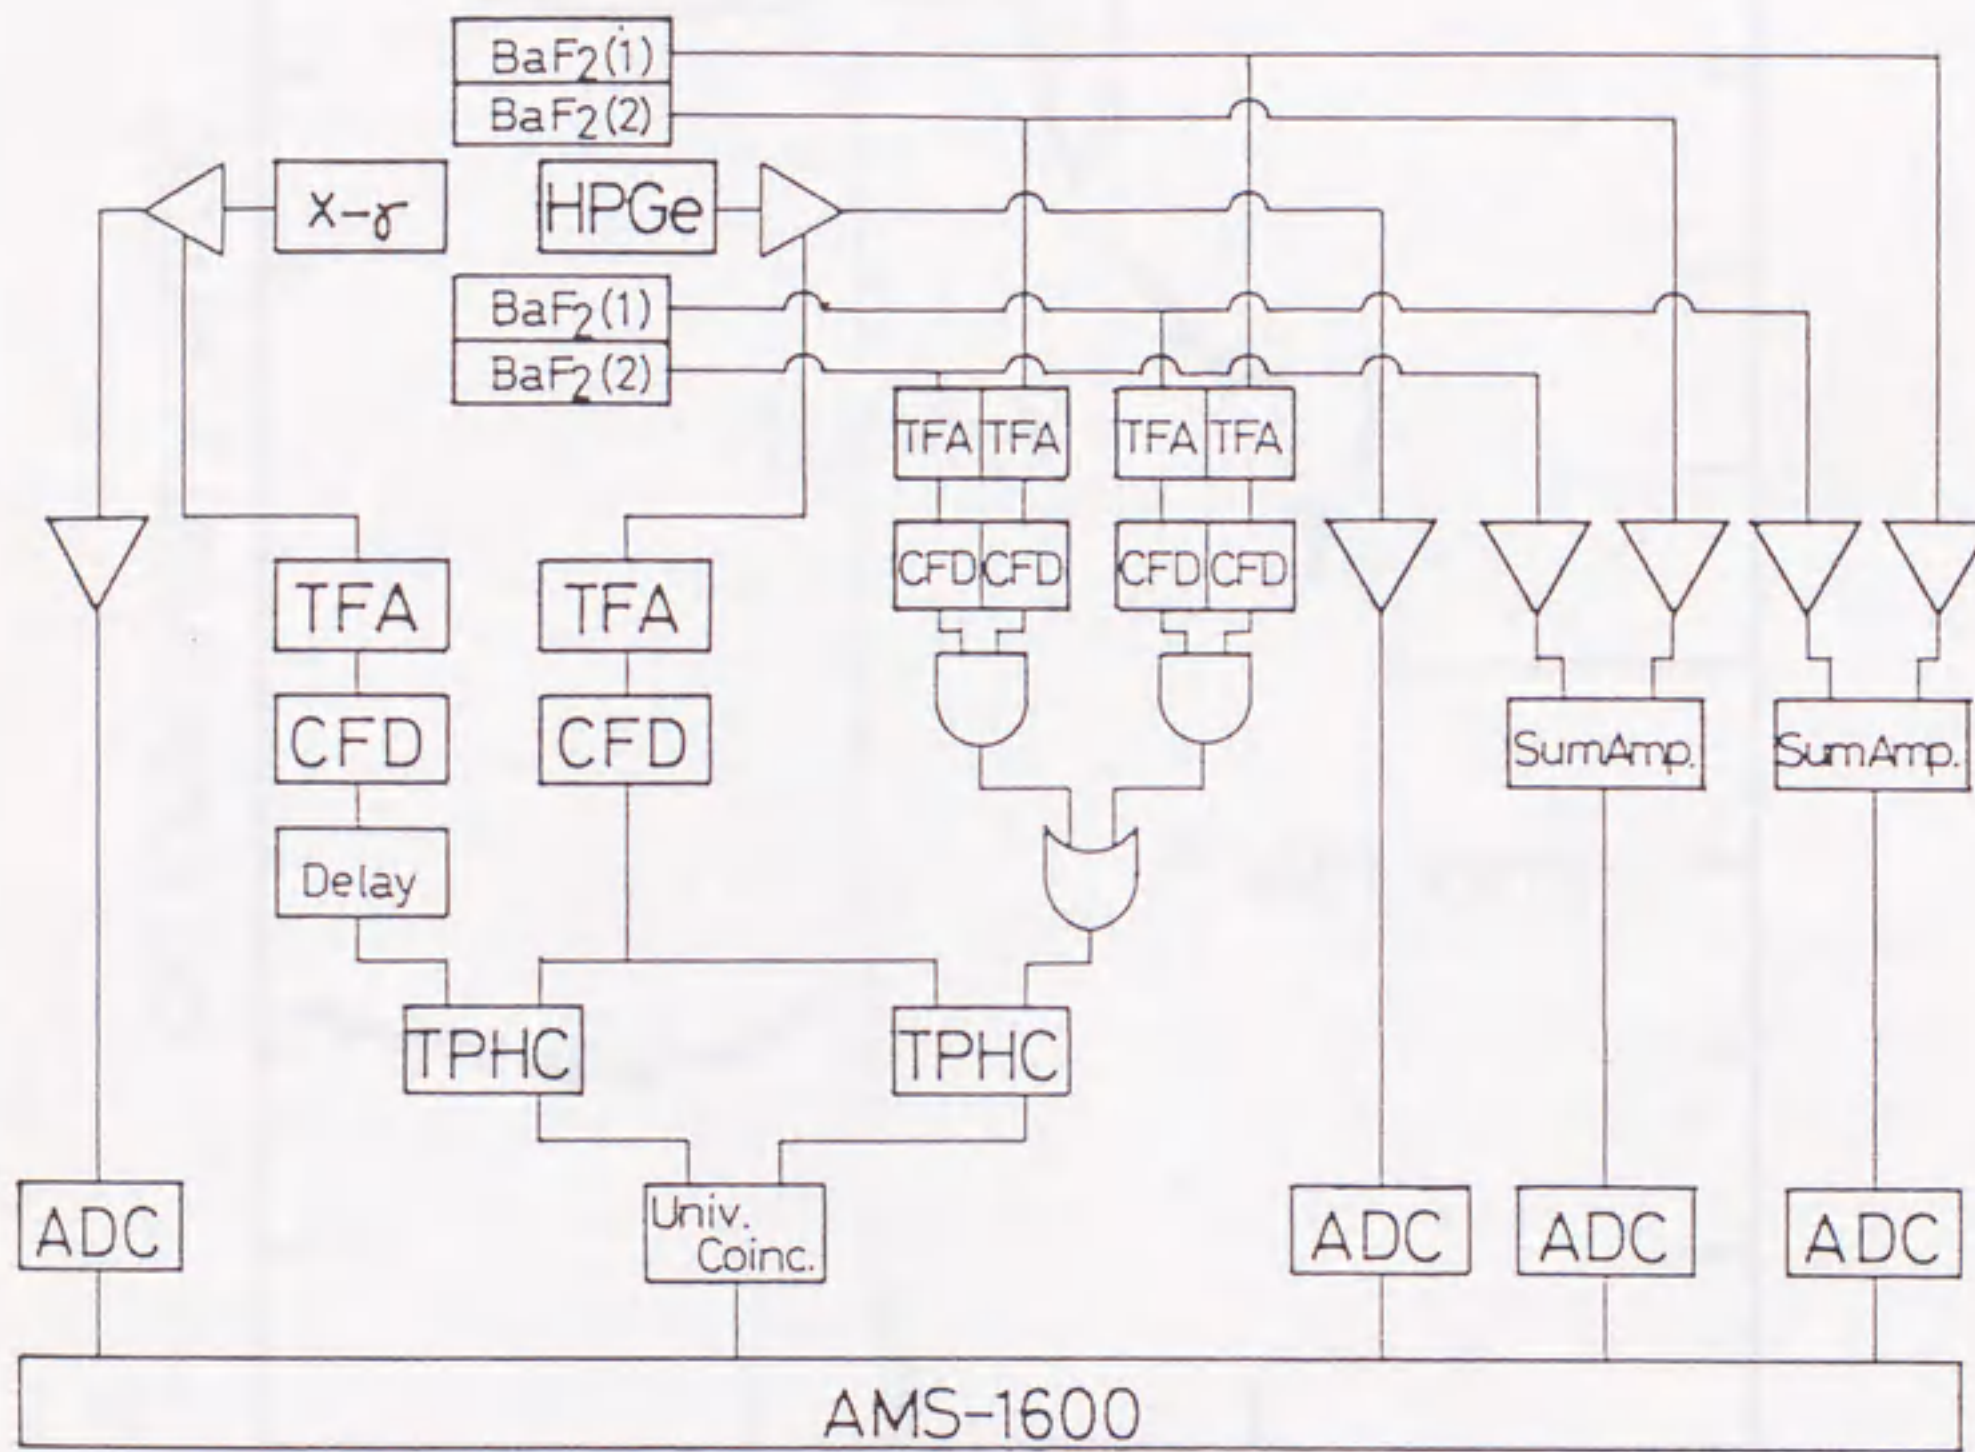 BaF2(1)
BaF2(2)
X-γ
HPGe
BaF2(1)
BaF2(2)
TFA TFA TFA TFA
CFD CFD CFD CFD
TFA TFA
CFD CFD
SumAmp. SumAmp.
Delay
TPHC TPHC
Univ.
Coinc.
ADC ADC ADC ADC
AMS-1600